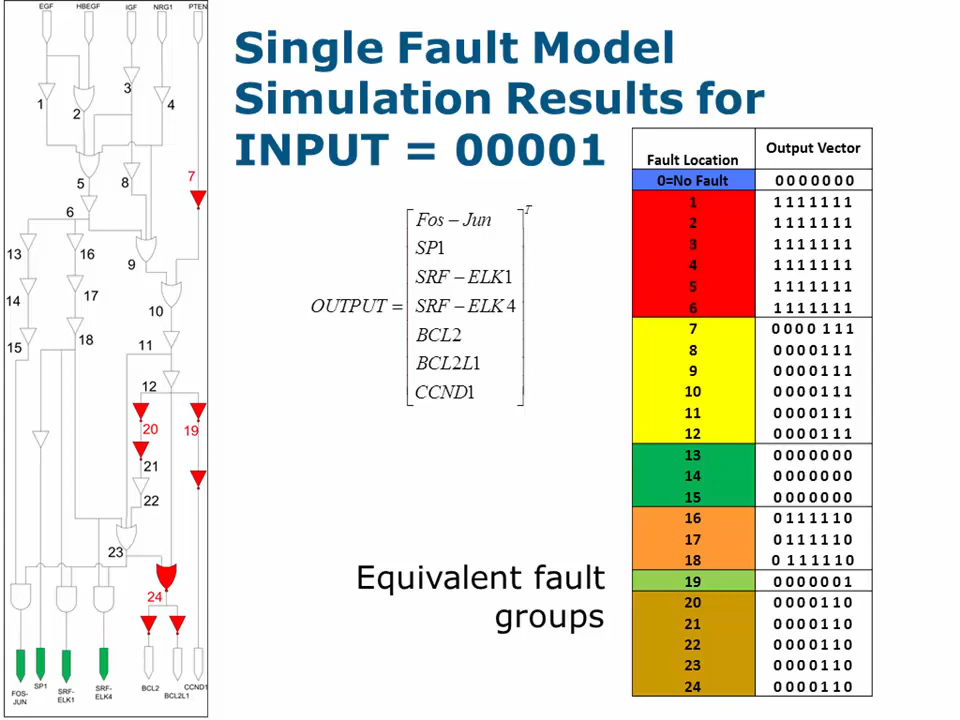 EGF HBEGF IGF NRG1 PTEN
Single Fault Model
Simulation Results for
INPUT = 00001
1
2
3
4
5
6
7
8
9
10
11
12
13
14
15
16
17
18
19
20
21
22
23
24
FOS-
JUN
SP1
SRF-
ELK1
SRF-
ELK4
BCL2
BCL2L1
CCND1
OUTPUT =
Fos – Jun
SP1
SRF – ELK1
SRF – ELK4
BCL2
BCL2L1
CCND1
T
Equivalent fault
groups
Fault Location Output Vector
0=No Fault 0 0 0 0 0 0 0
1 1 1 1 1 1 1 1
2 1 1 1 1 1 1 1
3 1 1 1 1 1 1 1
4 1 1 1 1 1 1 1
5 1 1 1 1 1 1 1
6 1 1 1 1 1 1 1
7 0 0 0 0 1 1 1
8 0 0 0 0 1 1 1
9 0 0 0 0 1 1 1
10 0 0 0 0 1 1 1
11 0 0 0 0 1 1 1
12 0 0 0 0 1 1 1
13 0 0 0 0 0 0 0
14 0 0 0 0 0 0 0
15 0 0 0 0 0 0 0
16 0 1 1 1 1 1 0
17 0 1 1 1 1 1 0
18 0 1 1 1 1 1 0
19 0 0 0 0 0 0 1
20 0 0 0 0 1 1 0
21 0 0 0 0 1 1 0
22 0 0 0 0 1 1 0
23 0 0 0 0 1 1 0
24 0 0 0 0 1 1 0